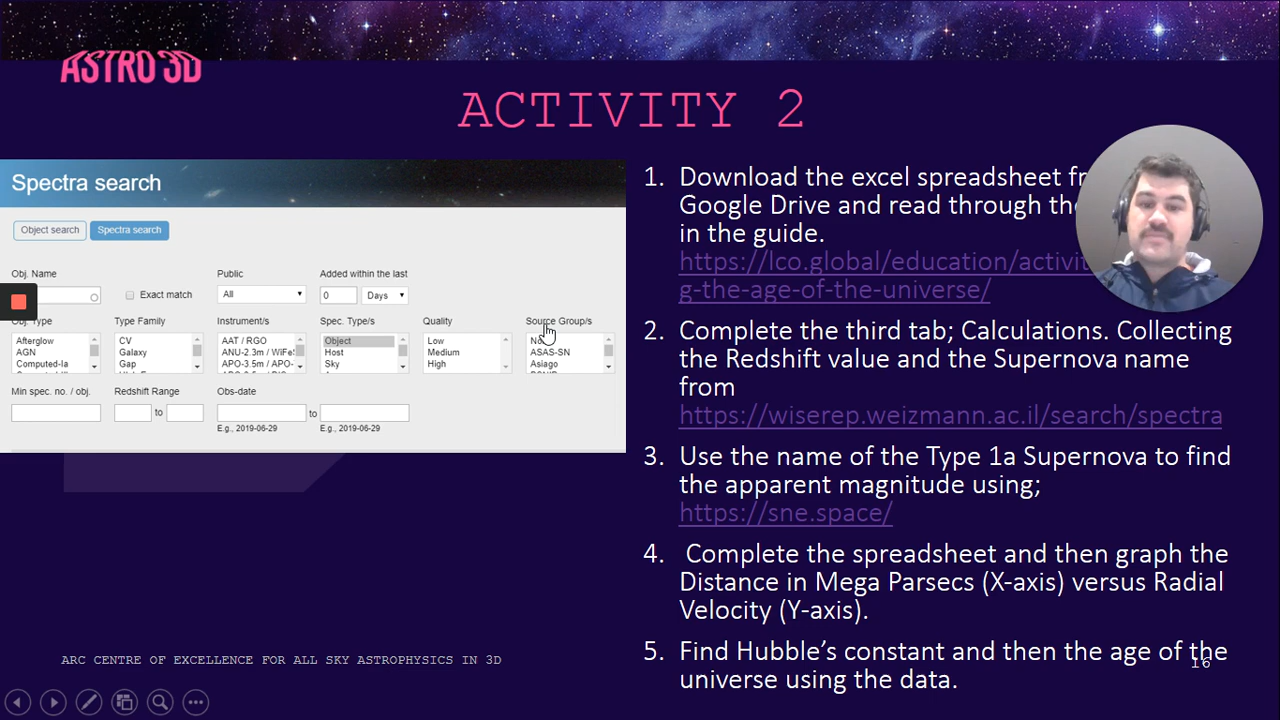 ASTRO 3D
ACTIVITY 2
Spectra search
Object search Spectra search
Obj. Name Public Added within the last
Exact match All 0 Days
Obj. Type Type Family Instrument/s Spec. Type/s Quality Source Group/s
Afterglow CV AAT / RGO Object Low
AGN Galaxy ANU-2.3m / WiFeS Host Medium ASAS-SN
Computed-Ia Gap APO-3.5m / APO- Sky High Asiago
Min spec. no. / obj. Redshift Range Obs-date
to to
E.g., 2019-06-29 E.g., 2019-06-29
1. Download the excel spreadsheet
Google Drive and read through
in the guide.
https://lco.global/education/activit
g-the-age-of-the-universe/
2. Complete the third tab; Calculations. Collecting
the Redshift value and the Supernova name
from
https://wiserep.weizmann.ac.il/search/spectra
3. Use the name of the Type 1a Supernova to find
the apparent magnitude using;
https://sne.space/
4. Complete the spreadsheet and then graph the
Distance in Mega Parsecs (X-axis) versus Radial
Velocity (Y-axis).
5. Find Hubble’s constant and then the age of the
universe using the data.
ARC CENTRE OF EXCELLENCE FOR ALL SKY ASTROPHYSICS IN 3D
16